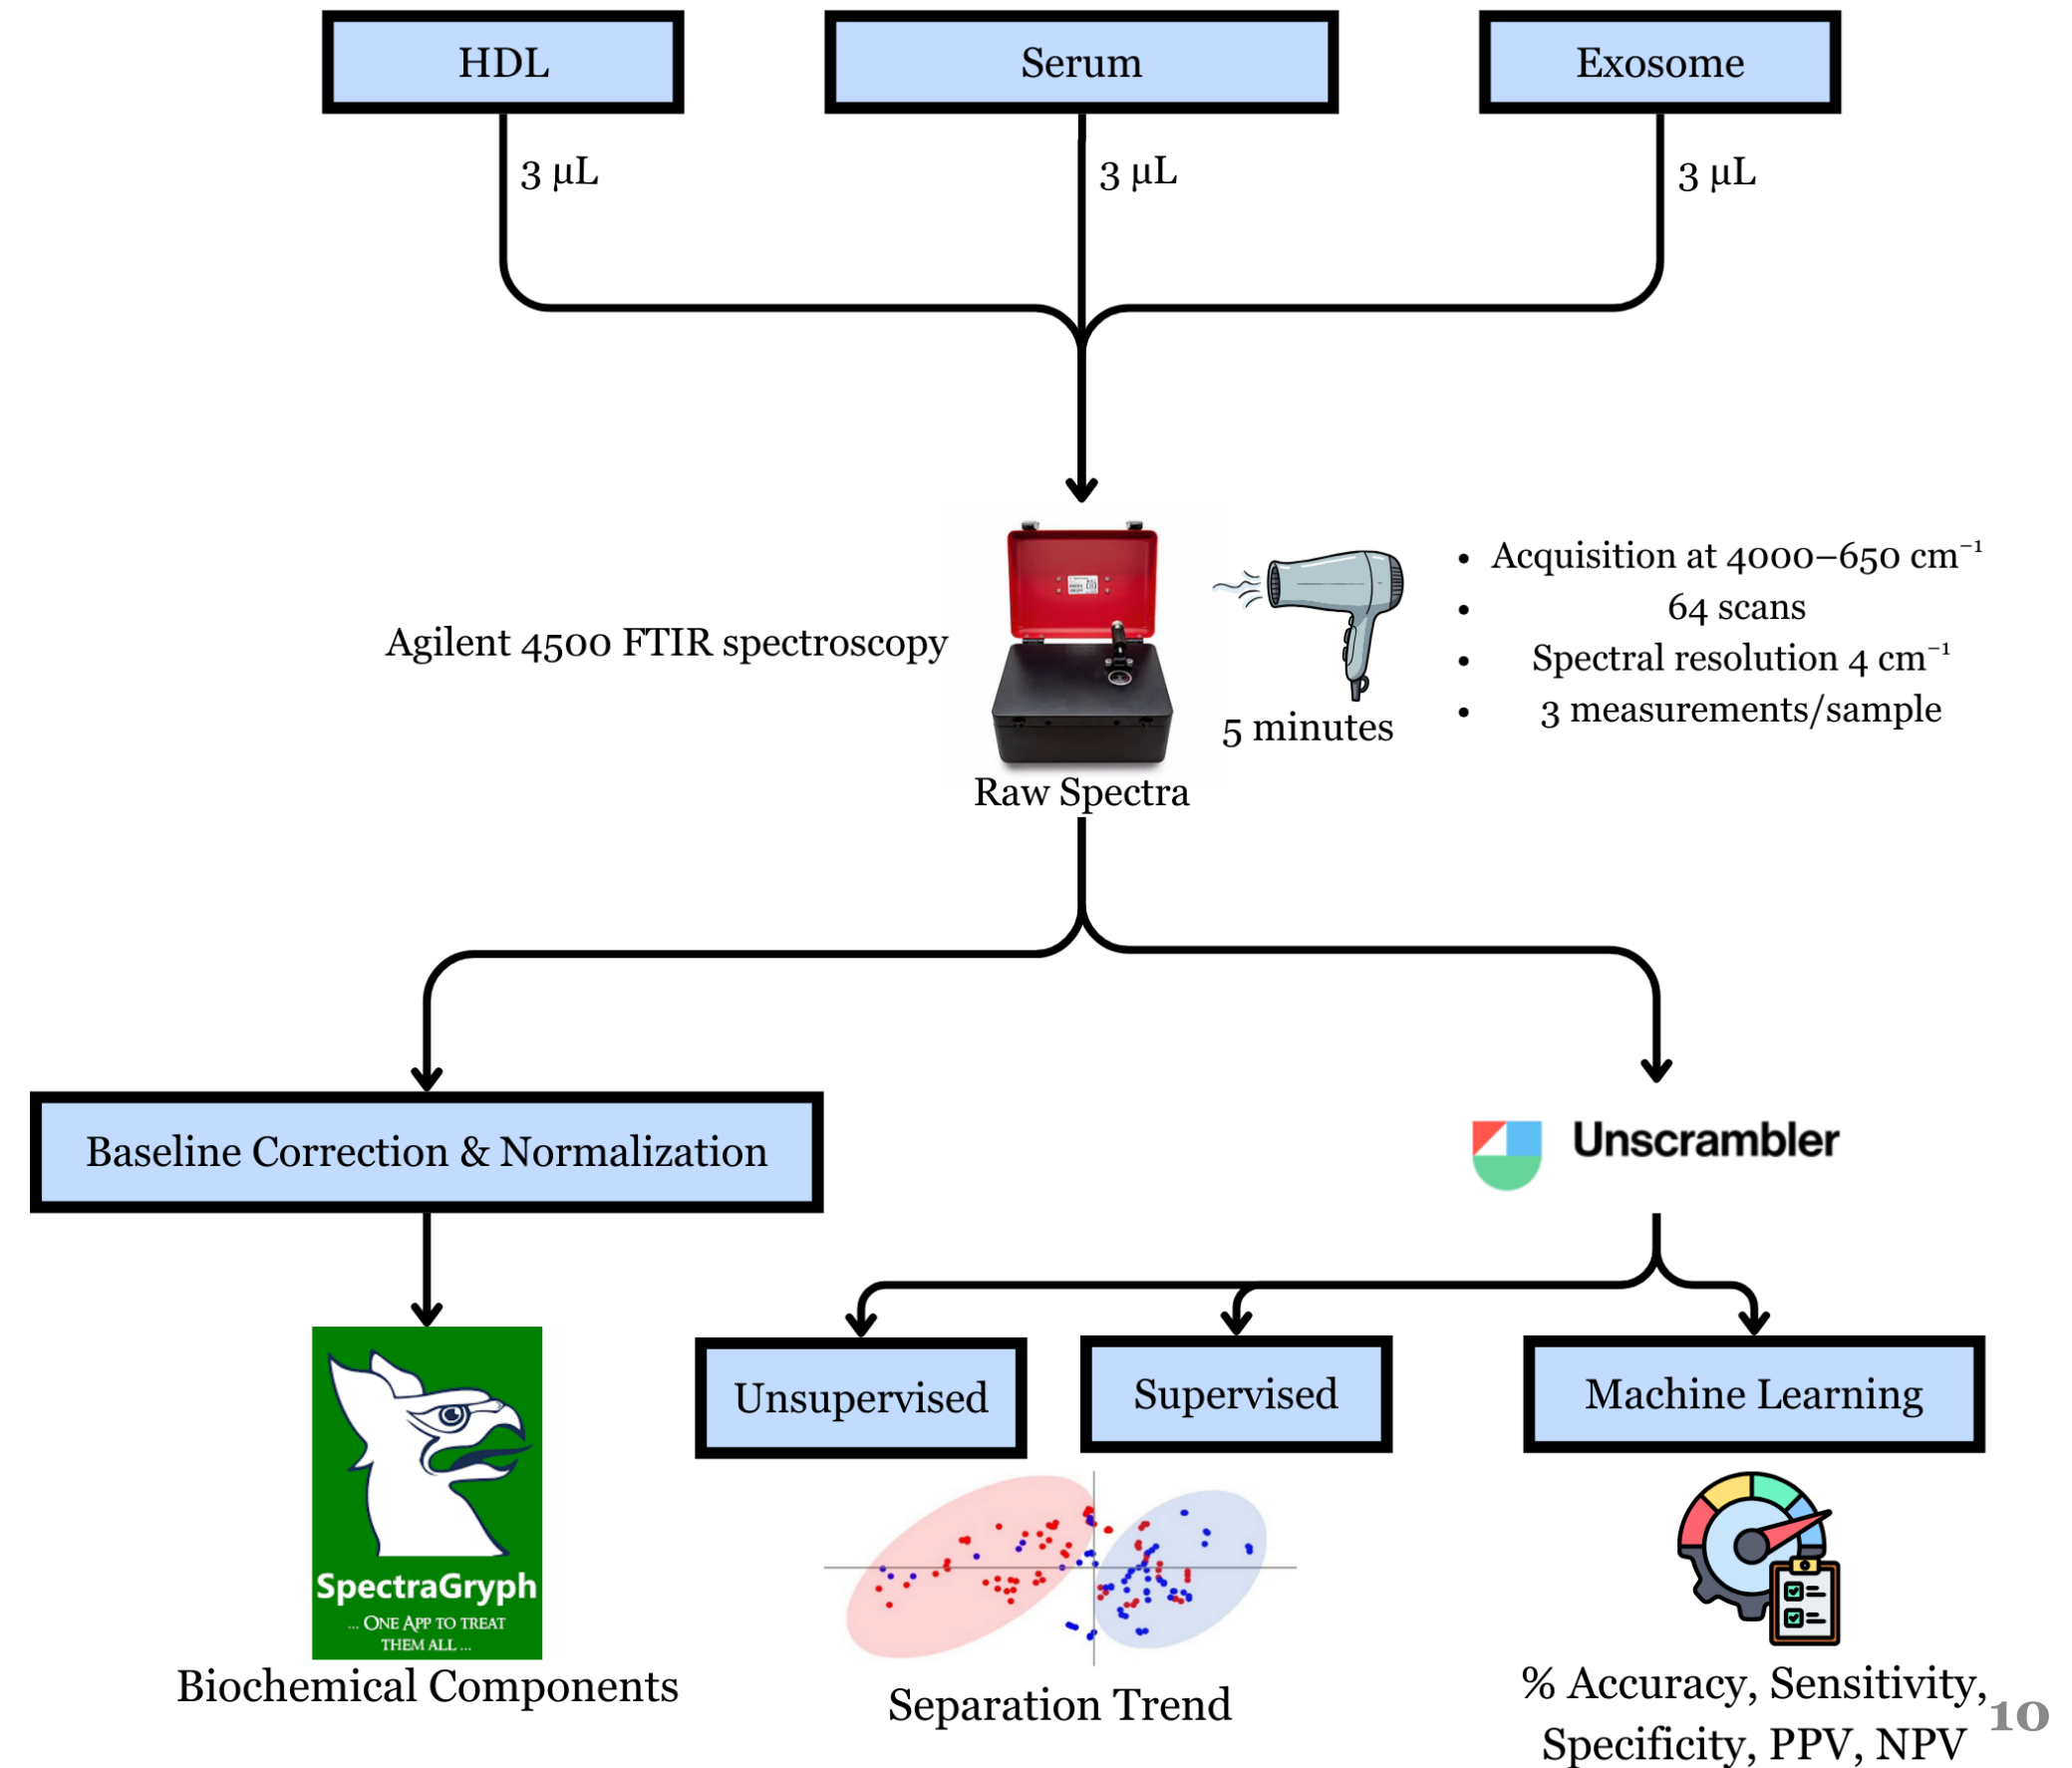 HDL
Serum
Exosome
3 µL
3 µL
3 µL
Agilent 4500 FTIR spectroscopy
5 minutes
• Acquisition at 4000–650 cm⁻¹
• 64 scans
• Spectral resolution 4 cm⁻¹
• 3 measurements/sample
Raw Spectra
Baseline Correction & Normalization
Unscrambler
Unsupervised
Supervised
Machine Learning
SpectraGryph
... ONE APP TO TREAT
THEM ALL ...
Biochemical Components
Separation Trend
% Accuracy, Sensitivity,
Specificity, PPV, NPV
10